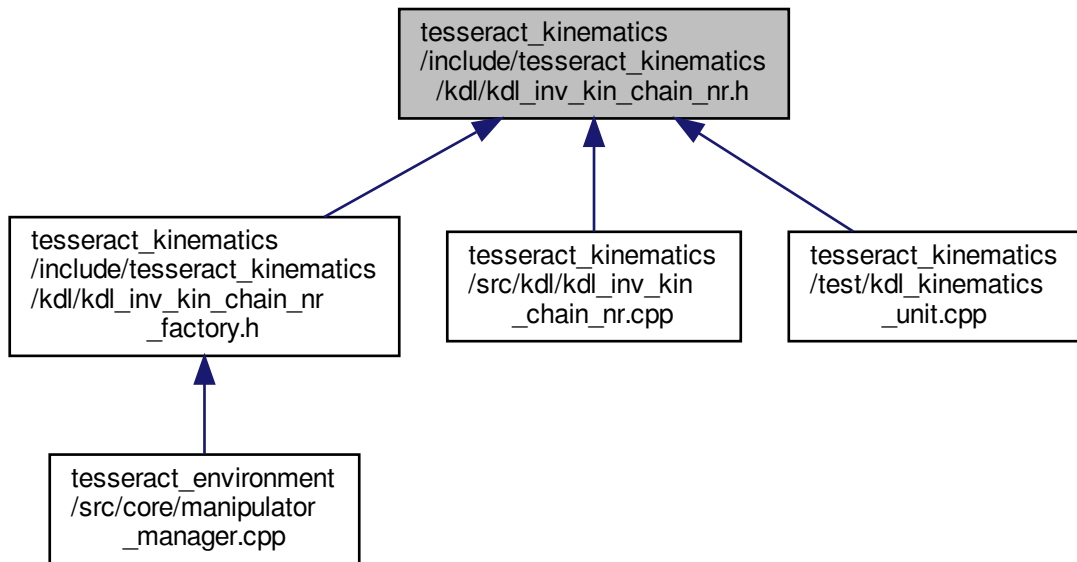 tesseract_kinematics
/include/tesseract_kinematics
/kdl/kdl_inv_kin_chain_nr.h
tesseract_kinematics
/include/tesseract_kinematics
/kdl/kdl_inv_kin_chain_nr
_factory.h
tesseract_kinematics
/src/kdl/kdl_inv_kin
_chain_nr.cpp
tesseract_kinematics
/test/kdl_kinematics
_unit.cpp
tesseract_environment
/src/core/manipulator
_manager.cpp